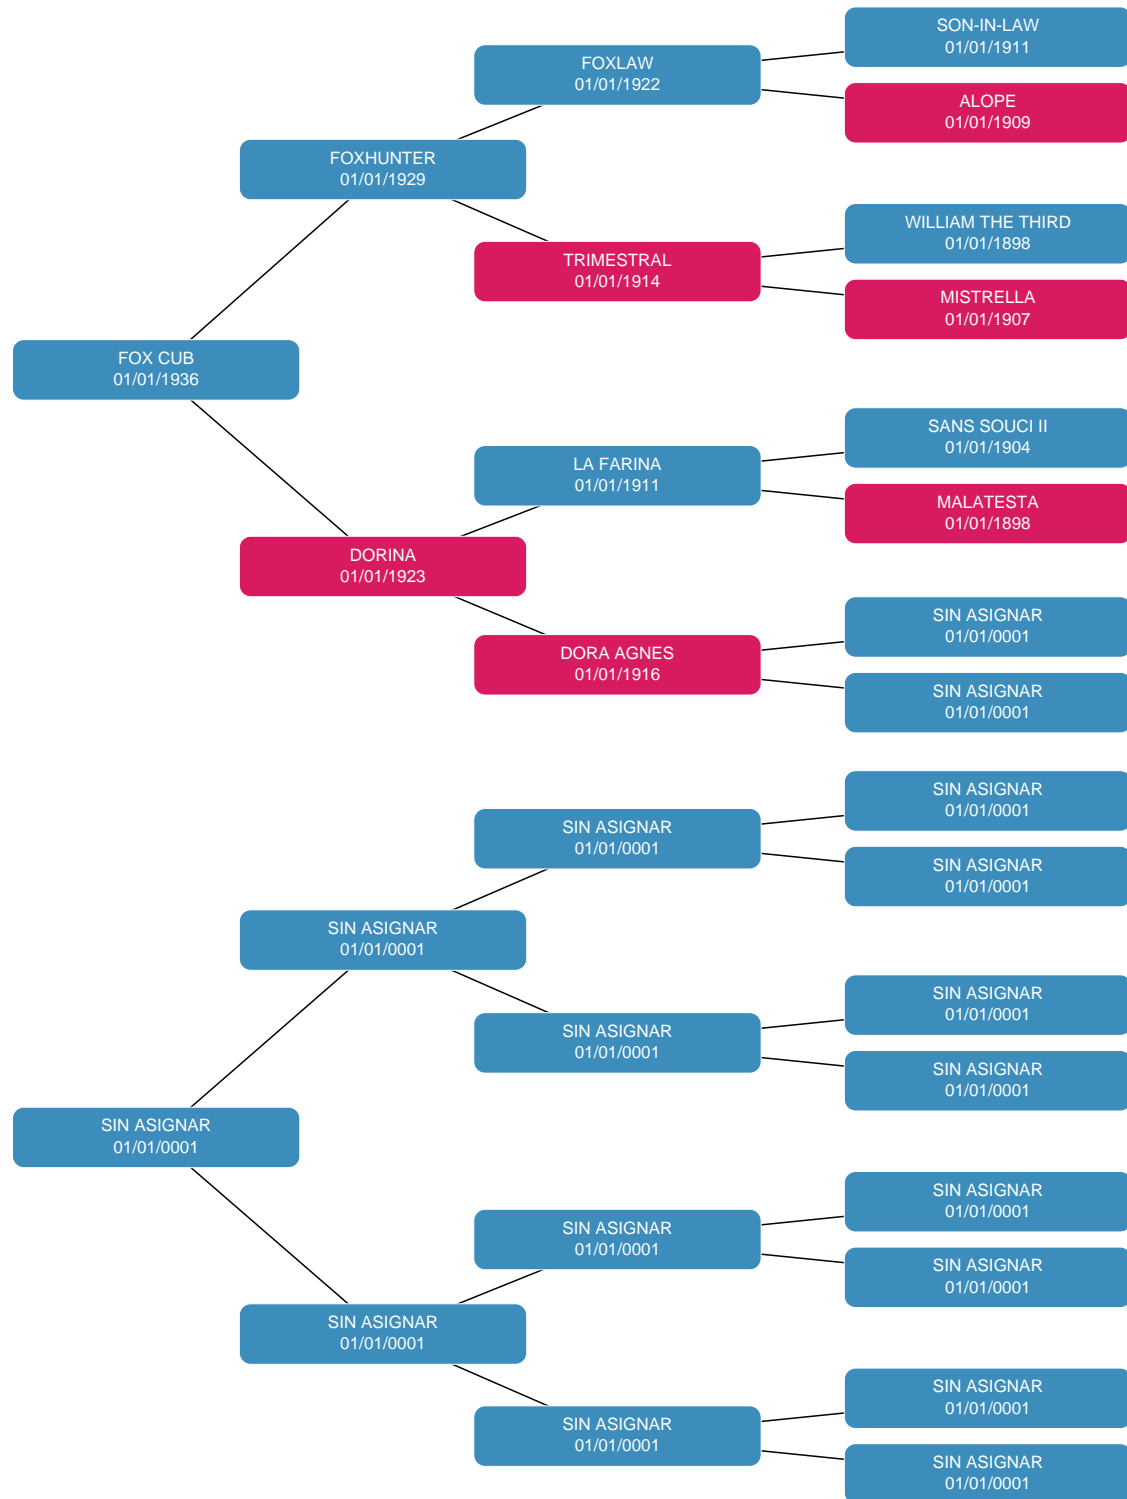 SON-IN-LAW
01/01/1911
FOXLAW
01/01/1922
ALOPE
01/01/1909
FOXHUNTER
01/01/1929
WILLIAM THE THIRD
01/01/1898
TRIMESTRAL
01/01/1914
MISTRELLA
01/01/1907
FOX CUB
01/01/1936
SANS SOUCI II
01/01/1904
LA FARINA
01/01/1911
MALATESTA
01/01/1898
DORINA
01/01/1923
SIN ASIGNAR
01/01/0001
DORA AGNES
01/01/1916
SIN ASIGNAR
01/01/0001
SIN ASIGNAR
01/01/0001
SIN ASIGNAR
01/01/0001
SIN ASIGNAR
01/01/0001
SIN ASIGNAR
01/01/0001
SIN ASIGNAR
01/01/0001
SIN ASIGNAR
01/01/0001
SIN ASIGNAR
01/01/0001
SIN ASIGNAR
01/01/0001
SIN ASIGNAR
01/01/0001
SIN ASIGNAR
01/01/0001
SIN ASIGNAR
01/01/0001
SIN ASIGNAR
01/01/0001
SIN ASIGNAR
01/01/0001
SIN ASIGNAR
01/01/0001
SIN ASIGNAR
01/01/0001